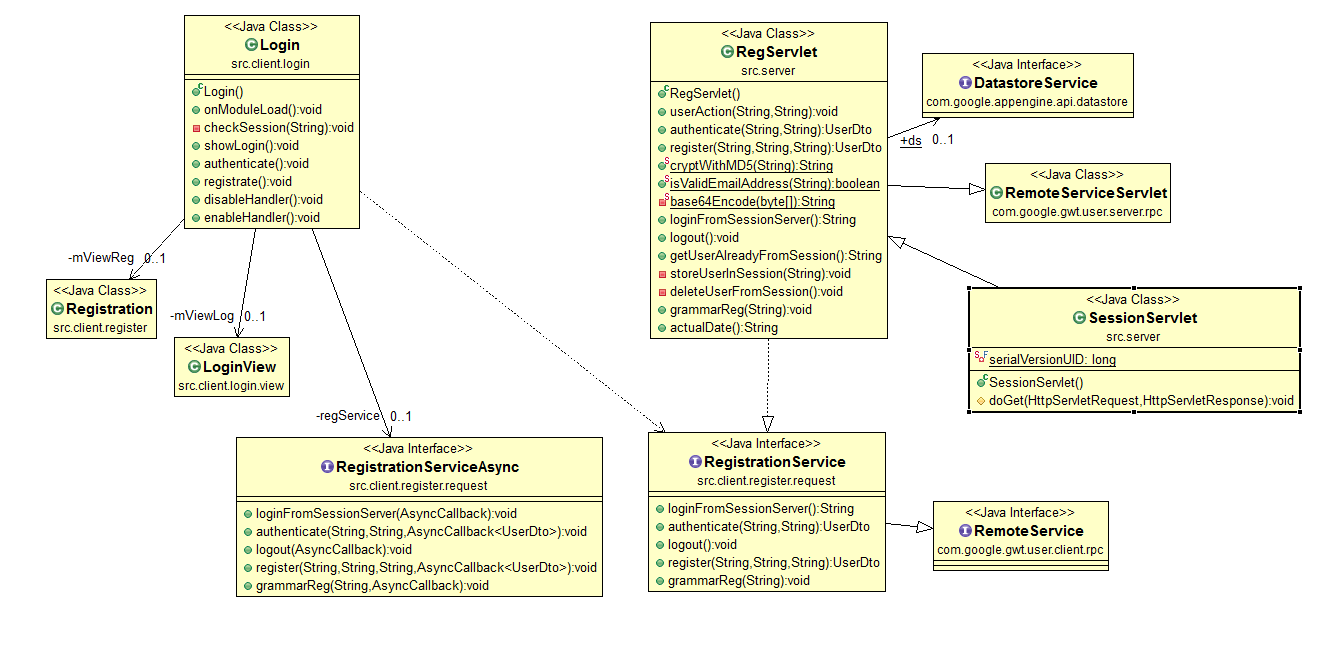 <<Java Class>>
Login
src.client.login
Login()
onModuleLoad():void
checkSession(String):void
showLogin():void
authenticate():void
registrate():void
disableHandler():void
enableHandler():void
-mViewReg 0..1
<<Java Class>>
Registration
src.client.register
-mViewLog 0..1
<<Java Class>>
LoginView
src.client.login.view
-regService 0..1
<<Java Interface>>
RegistrationServiceAsync
src.client.register.request
loginFromSessionServer(AsyncCallback):void
authenticate(String,String,AsyncCallback<UserDto>):void
logout(AsyncCallback):void
register(String,String,String,AsyncCallback<UserDto>):void
grammarReg(String,AsyncCallback):void
<<Java Class>>
RegServlet
src.server
RegServlet()
userAction(String,String):void
authenticate(String,String):UserDto
register(String,String,String):UserDto
cryptWithMD5(String):String
isValidEmailAddress(String):boolean
base64Encode(byte[]):String
loginFromSessionServer():String
logout():void
getUserAlreadyFromSession():String
storeUserInSession(String):void
deleteUserFromSession():void
grammarReg(String):void
actualDate():String
+ds 0..1
<<Java Interface>>
DatastoreService
com.google.appengine.api.datastore
<<Java Class>>
RemoteServiceServlet
com.google.gwt.user.server.rpc
<<Java Class>>
SessionServlet
src.server
serialVersionUID: long
SessionServlet()
doGet(HttpServletRequest,HttpServletResponse):void
<<Java Interface>>
RegistrationService
src.client.register.request
loginFromSessionServer():String
authenticate(String,String):UserDto
logout():void
register(String,String,String):UserDto
grammarReg(String):void
<<Java Interface>>
RemoteService
com.google.gwt.user.client.rpc